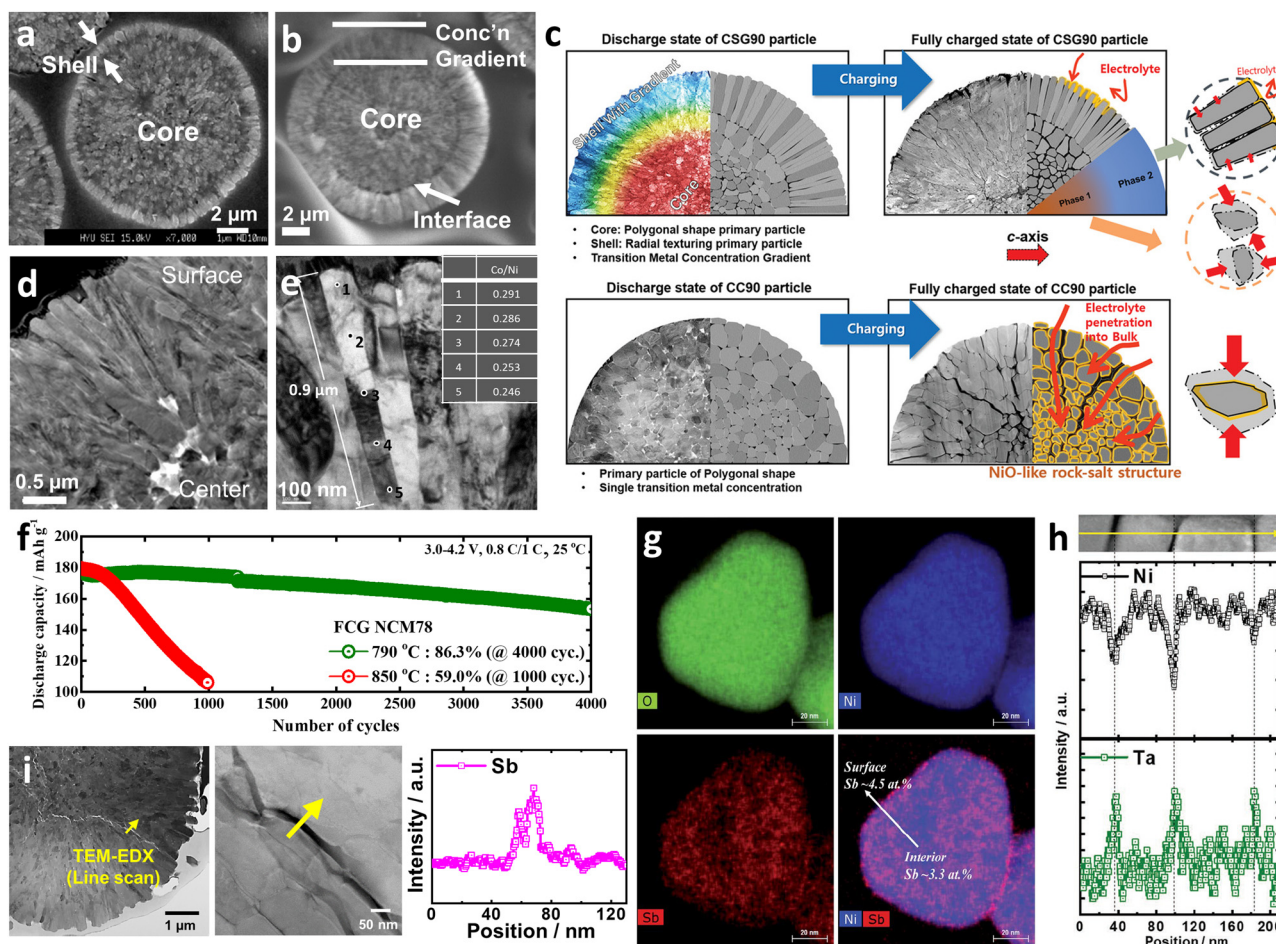 a
Shell
Core
2 µm
HYU SEI 15.0kV ×7,000 1µm WD10mm
b
Conc'n
Gradient
Core
Interface
2 µm
c
Discharge state of CSG90 particle
Fully charged state of CSG90 particle
Charging
Electrolyte
Electrolyte
Shell with Gradient
Core
Phase 1
Phase 2
• Core: Polygonal shape primary particle
• Shell: Radial texturing primary particle
• Transition Metal Concentration Gradient
c-axis
Discharge state of CC90 particle
Fully charged state of CC90 particle
Charging
Electrolyte
penetration
into Bulk
• Primary particle of Polygonal shape
• Single transition metal concentration
NiO-like rock-salt structure
d
Surface
Center
0.5 µm
e
Co/Ni
1 0.291
2 0.286
3 0.274
4 0.253
5 0.246
1
2
3
4
5
0.9 µm
100 nm
f
Discharge capacity / mAh g-1
200
180
160
140
120
100
3.0-4.2 V, 0.8 C/1 C, 25 °C
FCG NCM78
790 °C : 86.3% (@ 4000 cyc.)
850 °C : 59.0% (@ 1000 cyc.)
0 500 1000 1500 2000 2500 3000 3500 4000
Number of cycles
g
O
20 nm
Ni
20 nm
Sb
20 nm
Surface
Sb ~4.5 at.%
Interior
Sb ~3.3 at.%
Ni Sb
20 nm
h
Ni
Ta
Intensity / a.u.
0 40 80 120 160 20
Position / nm
i
TEM-EDX
(Line scan)
1 µm
50 nm
Sb
Intensity / a.u.
0 20 40 60 80 100 120
Position / nm